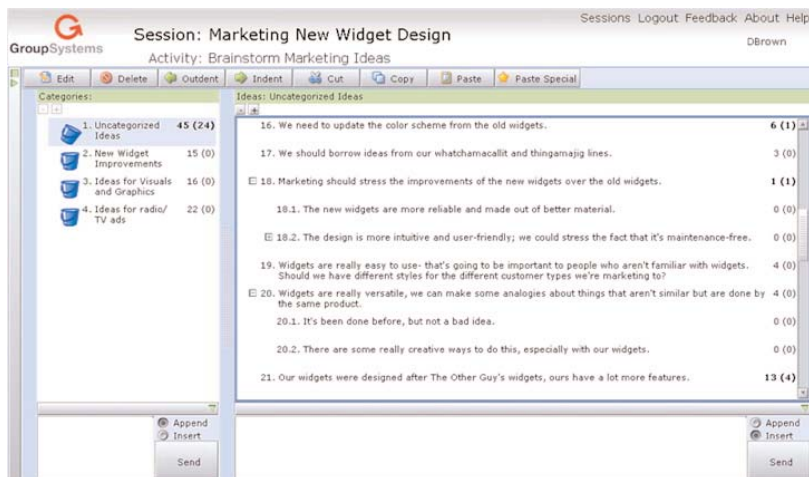 Sessions Logout Feedback About Help
GroupSystems
Session: Marketing New Widget Design
DBrown
Activity: Brainstorm Marketing Ideas
Edit Delete Outdent Indent Cut Copy Paste Paste Special
Categories:
1. Uncategorized 45 (24)
Ideas
2. New Widget 15 (0)
Improvements
3. Ideas for Visuals 16 (0)
and Graphics
4. Ideas for radio/ 22 (0)
TV ads
Append
Insert
Send
Ideas: Uncategorized Ideas
16. We need to update the color scheme from the old widgets. 6 (1)
17. We should borrow ideas from our whatchamacallit and thingamajig lines. 3 (0)
18. Marketing should stress the improvements of the new widgets over the old widgets. 1 (1)
18.1. The new widgets are more reliable and made out of better material. 0 (0)
18.2. The design is more intuitive and user-friendly; we could stress the fact that it's maintenance-free. 0 (0)
19. Widgets are really easy to use- that's going to be important to people who aren't familiar with widgets. 4 (0)
Should we have different styles for the different customer types we're marketing to?
20. Widgets are really versatile, we can make some analogies about things that aren't similar but are done by 4 (0)
the same product.
20.1. It's been done before, but not a bad idea. 0 (0)
20.2. There are some really creative ways to do this, especially with our widgets. 0 (0)
21. Our widgets were designed after The Other Guy's widgets, ours have a lot more features. 13 (4)
Append
Insert
Send